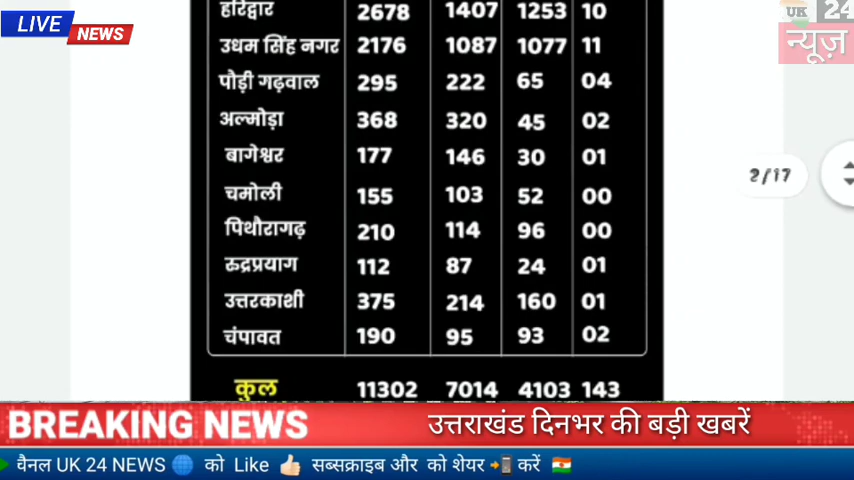 LIVE
NEWS
UK 24
न्यूज़
हरिद्वार 2678 1407 1253 10
उधम सिंह नगर 2176 1087 1077 11
पौड़ी गढ़वाल 295 222 65 04
अल्मोड़ा 368 320 45 02
बागेश्वर 177 146 30 01
चमोली 155 103 52 00
पिथौरागढ़ 210 114 96 00
रुद्रप्रयाग 112 87 24 01
उत्तरकाशी 375 214 160 01
चंपावत 190 95 93 02
कुल 11302 7014 4103 143
2/17
BREAKING NEWS उत्तराखंड दिनभर की बड़ी खबरें
वैनल UK 24 NEWS 🌐 को Like 👍🏻 सब्सक्राइब और को शेयर 📲 करें 🇮🇳